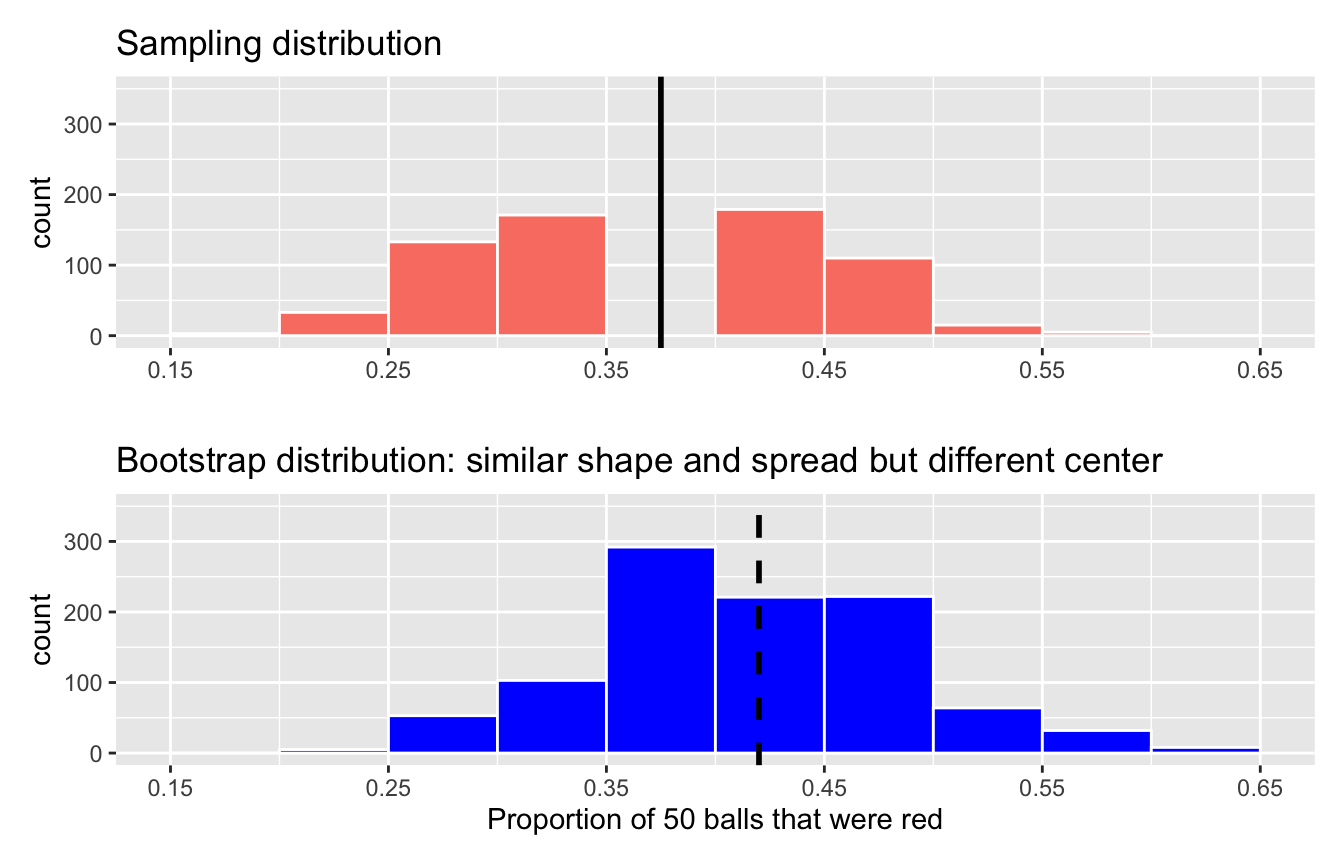 Sampling distribution
count
300
200
100
0
0.15 0.25 0.35 0.45 0.55 0.65
Bootstrap distribution: similar shape and spread but different center
count
300
200
100
0
0.15 0.25 0.35 0.45 0.55 0.65
Proportion of 50 balls that were red